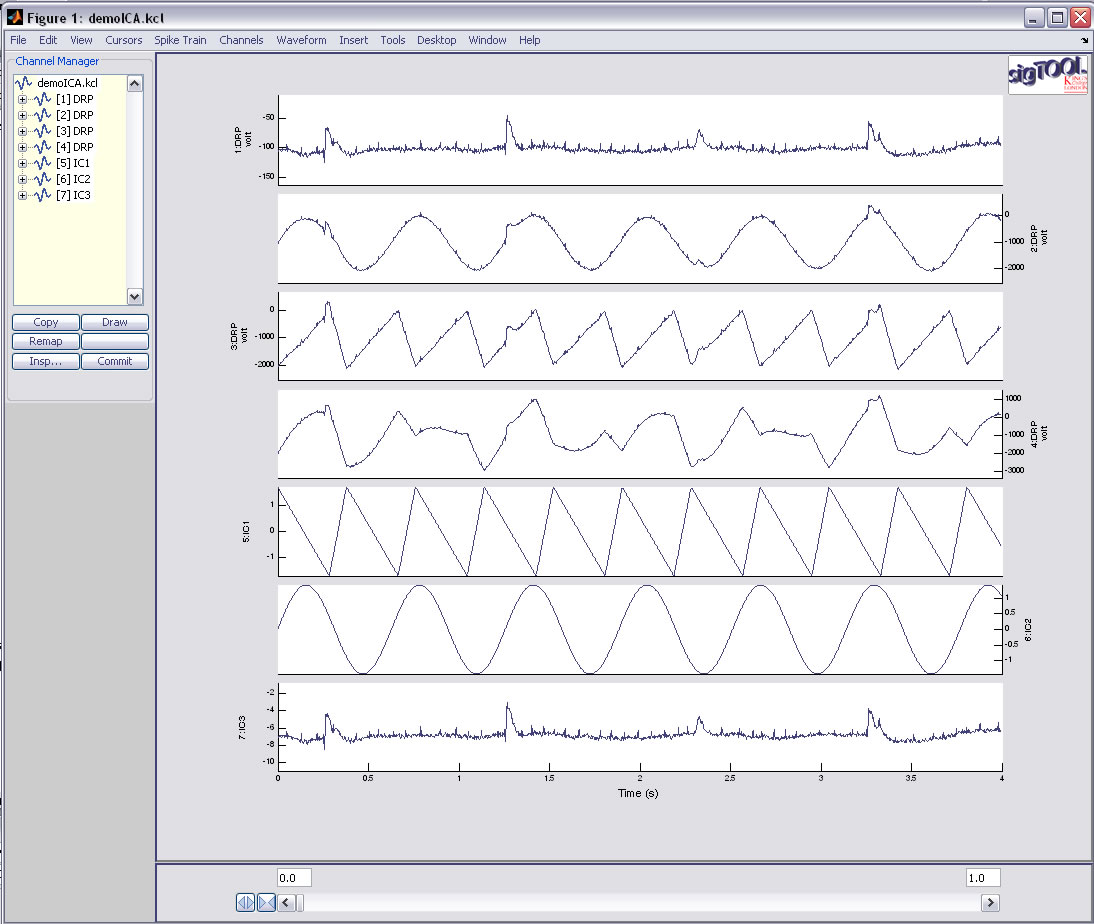 Figure 1: demoICA.kcl
File Edit View Cursors Spike Train Channels Waveform Insert Tools Desktop Window Help
Channel Manager
demoICA.kcl
[1] DRP
[2] DRP
[3] DRP
[4] DRP
[5] IC1
[6] IC2
[7] IC3
Copy Draw
Remap
Insp... Commit
sigTOOL
KING'S
College
LONDON
1:DRP
volt
-50
-100
-150
0
-1000
-2000
2:DRP
volt
3:DRP
volt
0
-1000
-2000
1000
0
-1000
-2000
-3000
4:DRP
volt
5:IC1
1
0
-1
1
0.5
0
-0.5
-1
6:IC2
7:IC3
-2
-4
-6
-8
-10
0 0.5 1 1.5 2 2.5 3 3.5 4
Time (s)
0.0 1.0